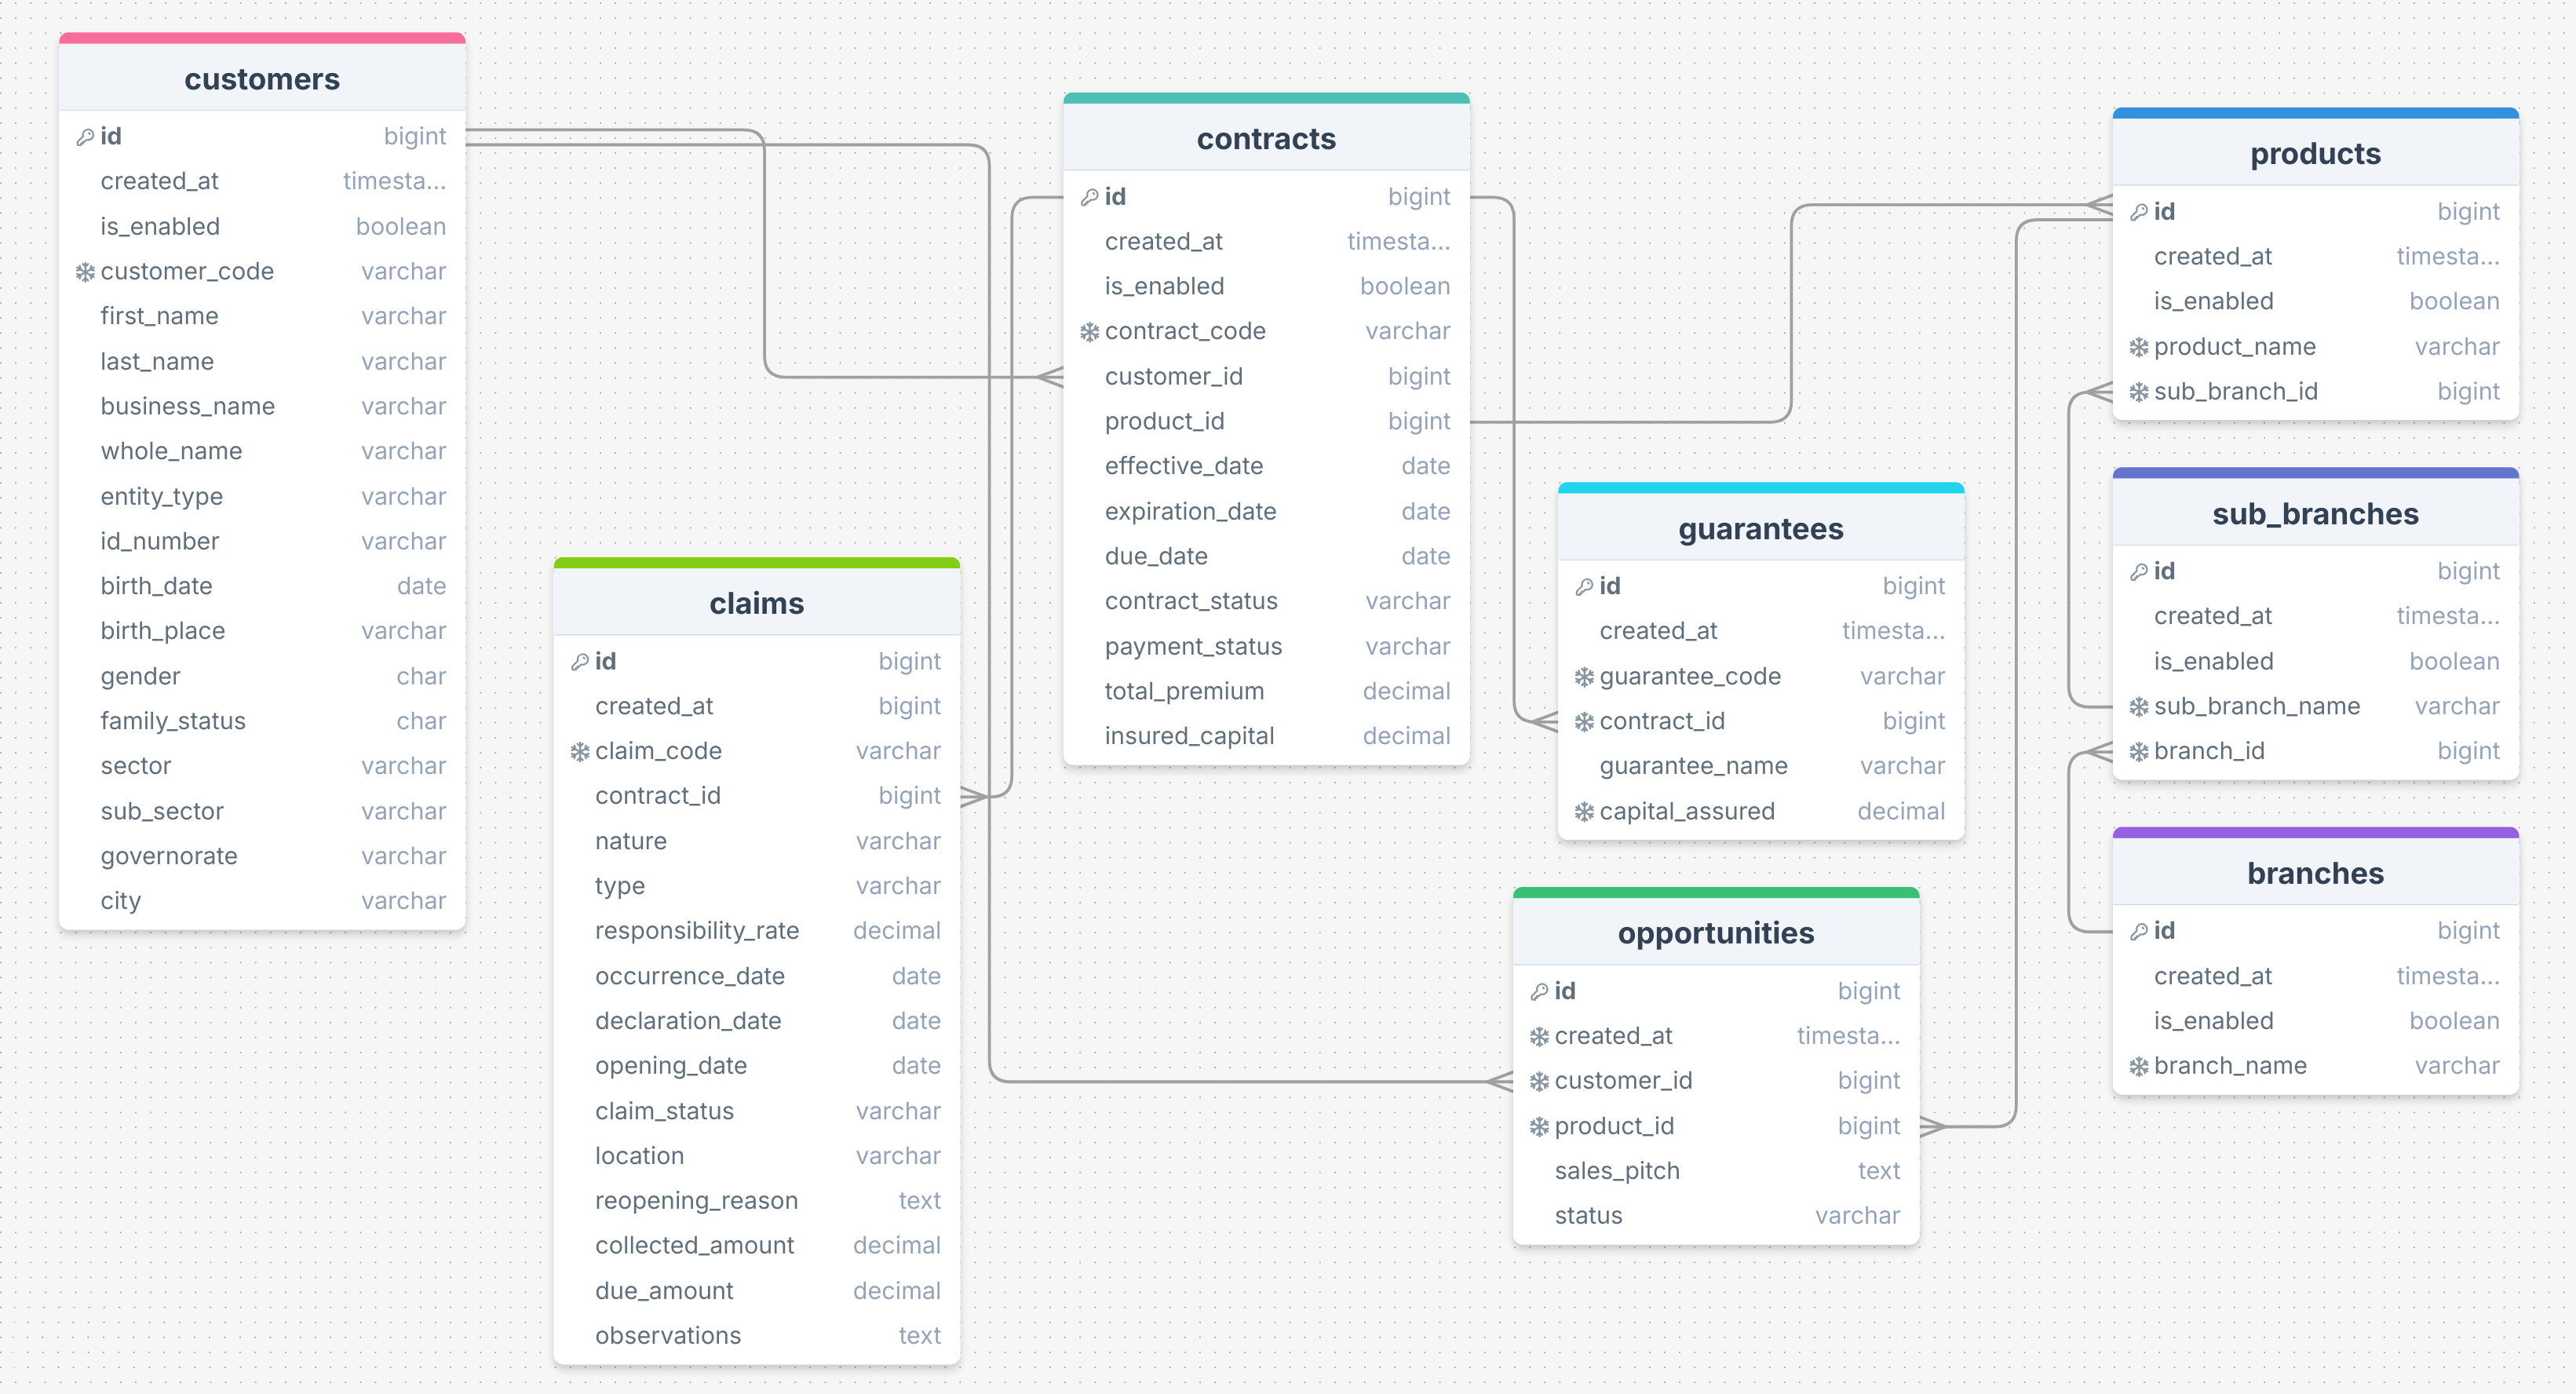 customers
id bigint
created_at timesta...
is_enabled boolean
customer_code varchar
first_name varchar
last_name varchar
business_name varchar
whole_name varchar
entity_type varchar
id_number varchar
birth_date date
birth_place varchar
gender char
family_status char
sector varchar
sub_sector varchar
governorate varchar
city varchar
claims
id bigint
created_at bigint
claim_code varchar
contract_id bigint
nature varchar
type varchar
responsibility_rate decimal
occurrence_date date
declaration_date date
opening_date date
claim_status varchar
location varchar
reopening_reason text
collected_amount decimal
due_amount decimal
observations text
contracts
id bigint
created_at timesta...
is_enabled boolean
contract_code varchar
customer_id bigint
product_id bigint
effective_date date
expiration_date date
due_date date
contract_status varchar
payment_status varchar
total_premium decimal
insured_capital decimal
guarantees
id bigint
created_at timesta...
guarantee_code varchar
contract_id bigint
guarantee_name varchar
capital_assured decimal
opportunities
id bigint
created_at timesta...
customer_id bigint
product_id bigint
sales_pitch text
status varchar
products
id bigint
created_at timesta...
is_enabled boolean
product_name varchar
sub_branch_id bigint
sub_branches
id bigint
created_at timesta...
is_enabled boolean
sub_branch_name varchar
branch_id bigint
branches
id bigint
created_at timesta...
is_enabled boolean
branch_name varchar